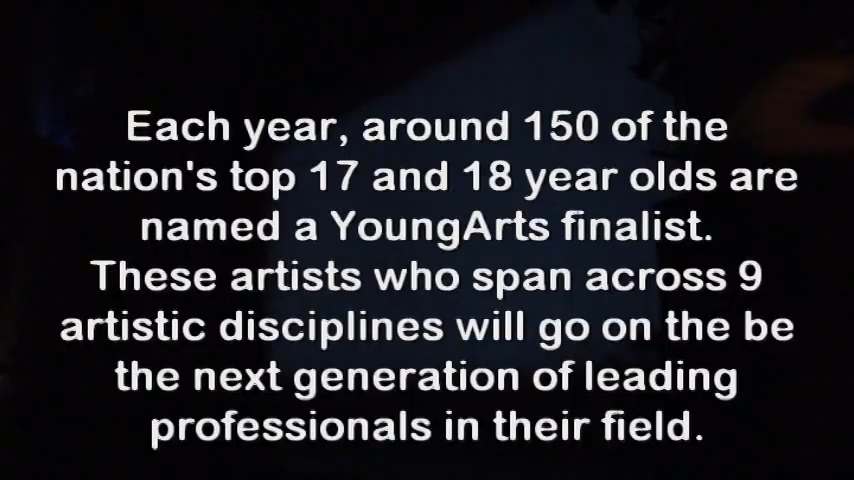 Each year, around 150 of the
nation's top 17 and 18 year olds are
named a YoungArts finalist.
These artists who span across 9
artistic disciplines will go on the be
the next generation of leading
professionals in their field.